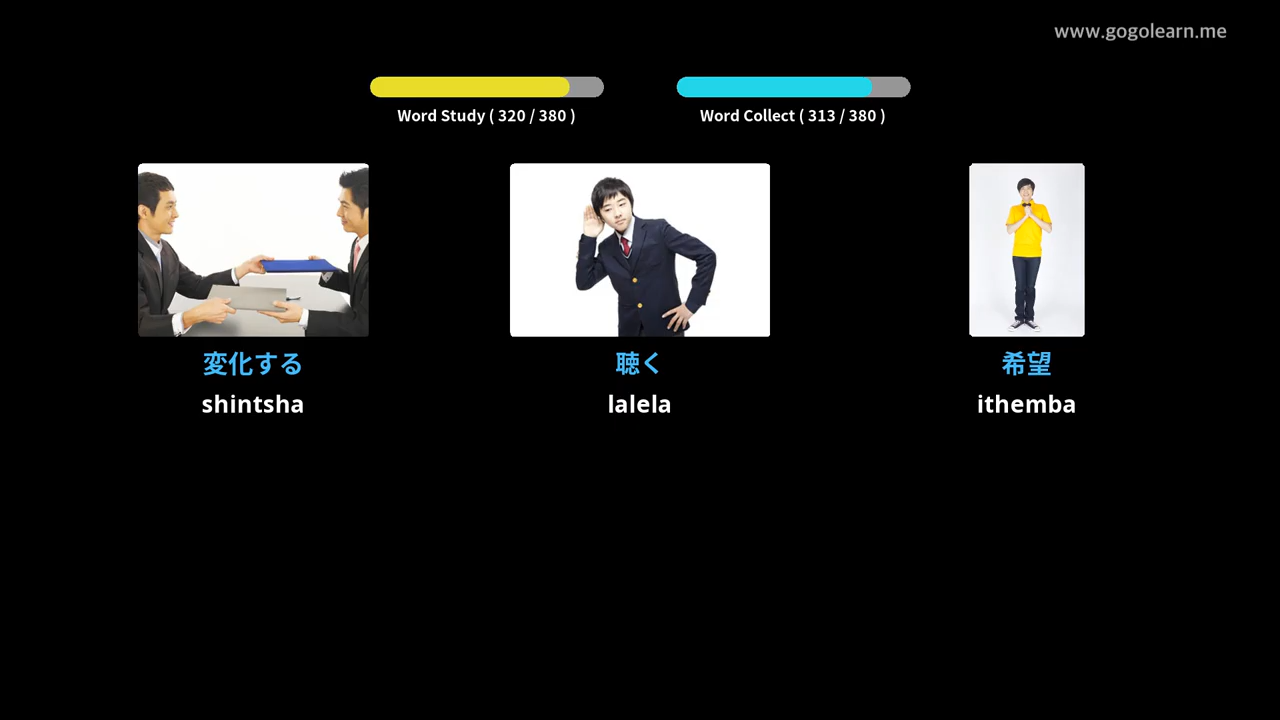 www.gogolearn.me
Word Study ( 320 / 380 )
Word Collect ( 313 / 380 )
変化する
聴く
希望
shintsha
lalela
ithemba